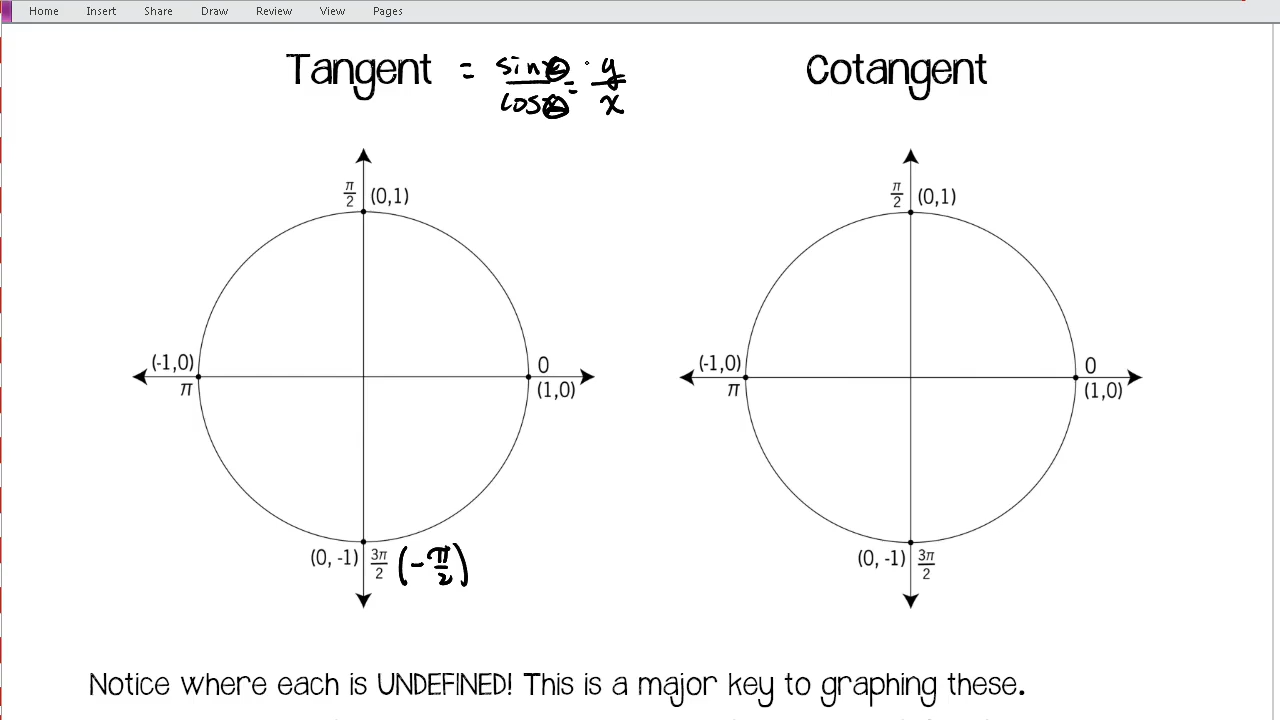 Home Insert Share Draw Review View Pages
Tangent = sinθ/cosθ = y/x
Cotangent
π/2 (0,1)
π/2 (0,1)
(-1,0) 0
π (1,0)
(-1,0) 0
π (1,0)
(0, -1) 3π/2 (-π/2)
(0, -1) 3π/2
Notice where each is UNDEFINED! This is a major key to graphing these.